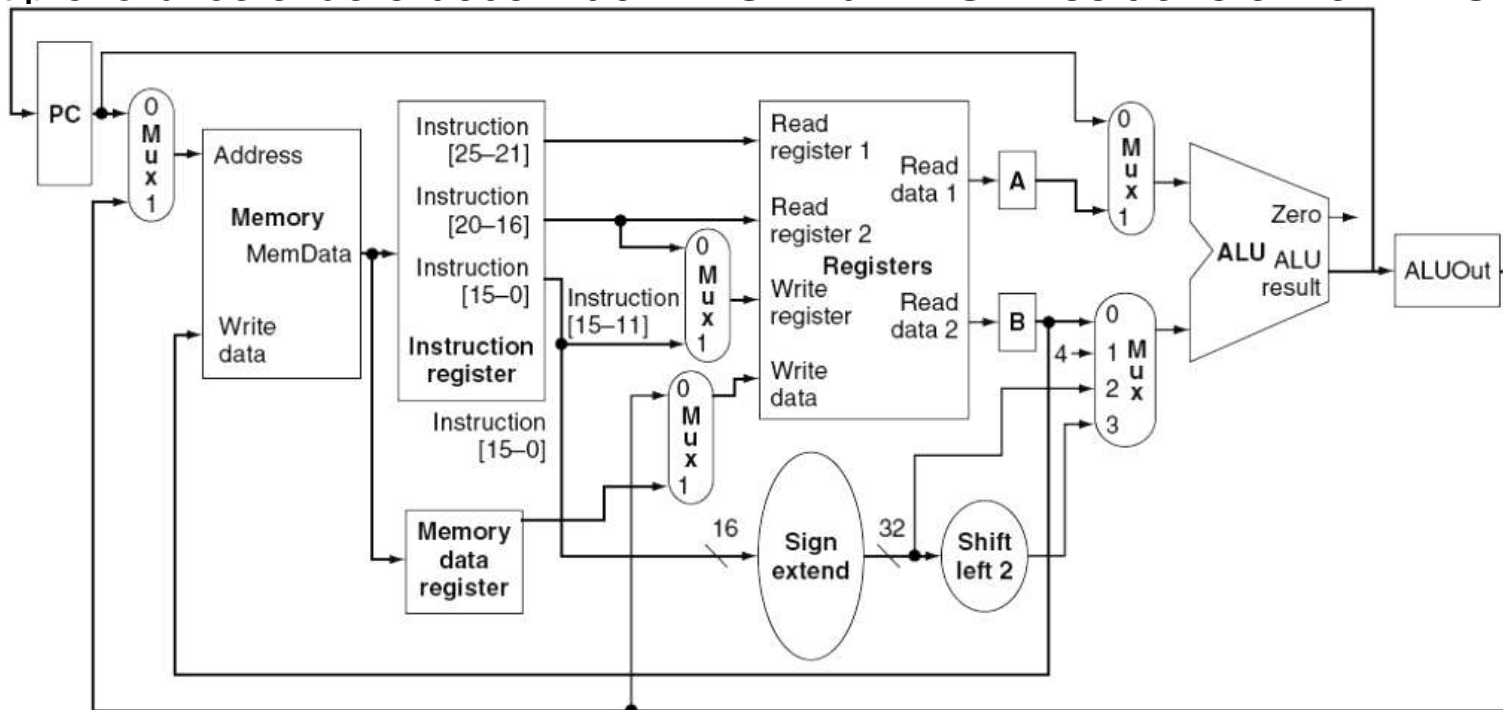 PC
0
M
u
x
1
Address
Memory
MemData
Write
data
Instruction
[25–21]
Instruction
[20–16]
Instruction
[15–0]
Instruction
register
Instruction
[15–11]
0
M
u
x
1
Instruction
[15–0]
Memory
data
register
0
M
u
x
1
Read
register 1
Read
register 2
Registers
Write
register
Write
data
Read
data 1
Read
data 2
16
Sign
extend
32
Shift
left 2
A
B
4
0
M
u
x
1
0
1
2
3
M
u
x
Zero
ALU
ALU
result
ALUOut